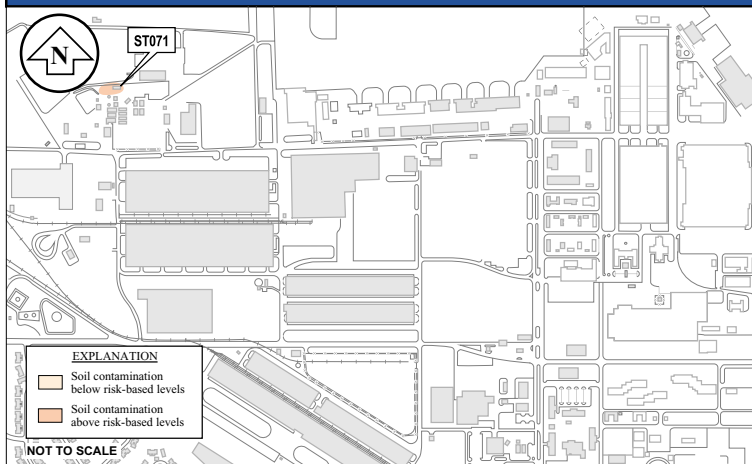 N
ST071
EXPLANATION
Soil contamination
below risk-based levels
Soil contamination
above risk-based levels
NOT TO SCALE